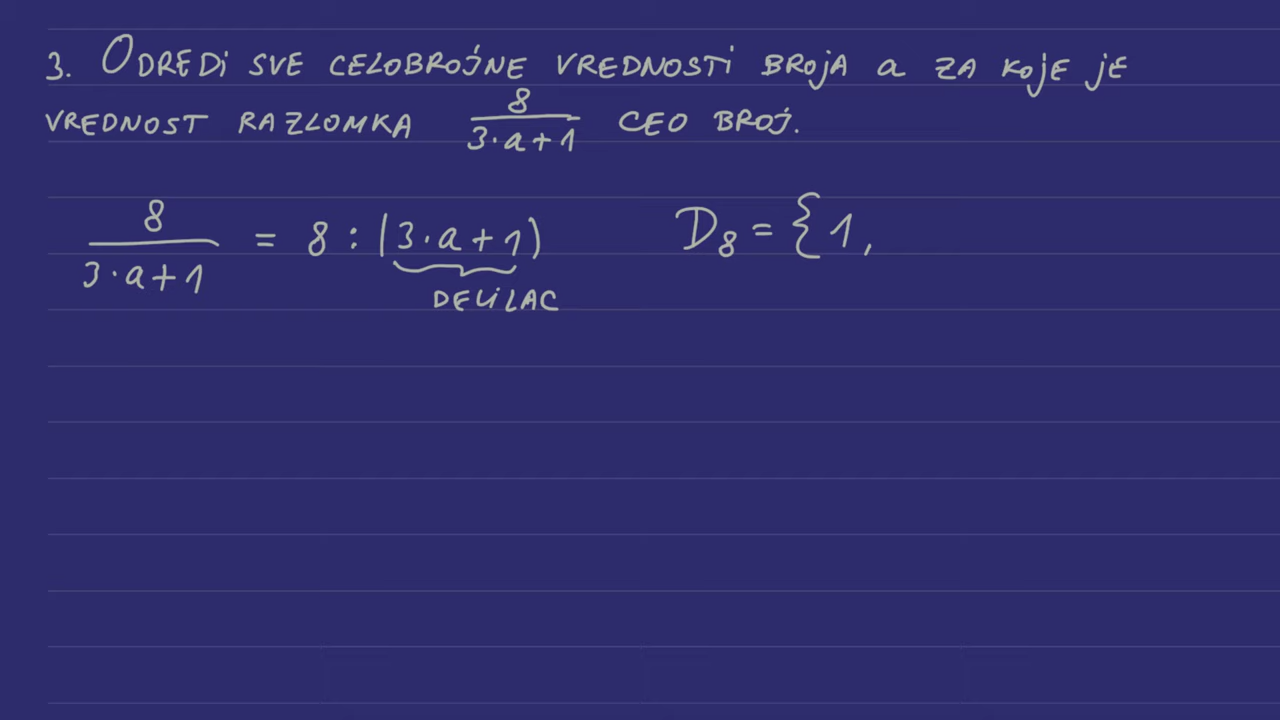 3. ODREDi SVE CELOBROJNE VREDNOSTi BROjA a ZA KOjE jE
VREDNOST RAZLOMKA 8/(3·a+1) CEO BROJ.
8/(3·a+1) = 8 : (3·a+1) D₈ = {1,
DELiLAC